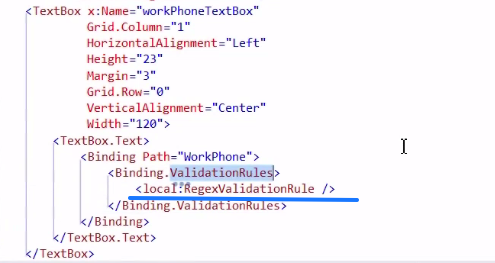 <TextBox x:Name="workPhoneTextBox"
Grid.Column="1"
HorizontalAlignment="Left"
Height="23"
Margin="3"
Grid.Row="0"
VerticalAlignment="Center"
Width="120">
<TextBox.Text>
<Binding Path="WorkPhone">
<Binding.ValidationRules>
<local:RegexValidationRule />
</Binding.ValidationRules>
</Binding>
</TextBox.Text>
</TextBox>